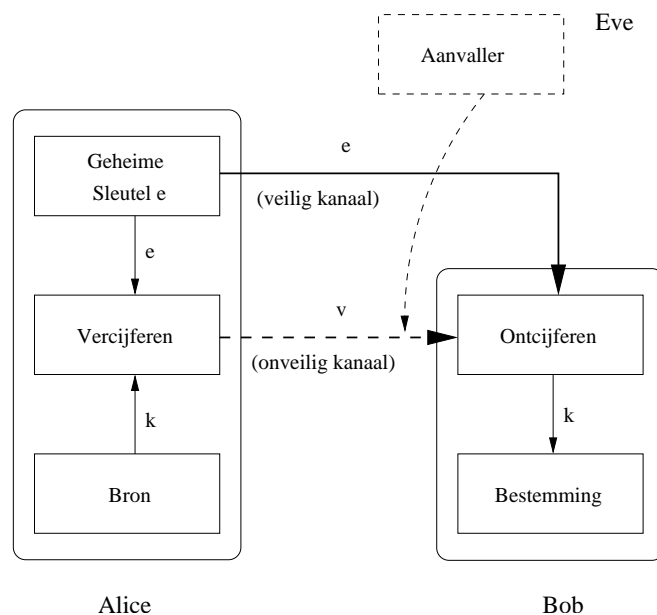 Eve
Aanvaller
Geheime
Sleutel e
e
(veilig kanaal)
e
Vercijferen
v
(onveilig kanaal)
Ontcijferen
k
k
Bron
Bestemming
Alice
Bob